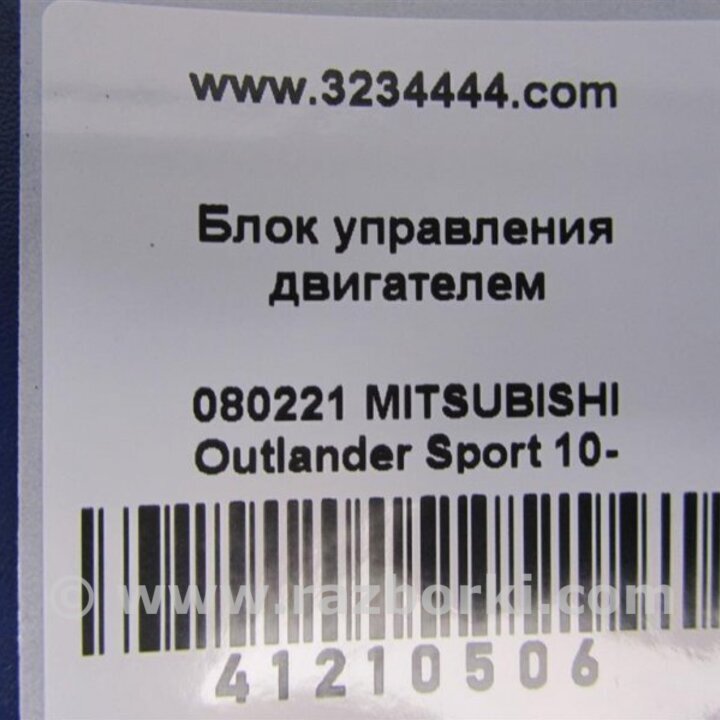 www.3234444.com
Блок управления
двигателем
080221 MITSUBISHI
Outlander Sport 10-
© www.razborki.com
41210506